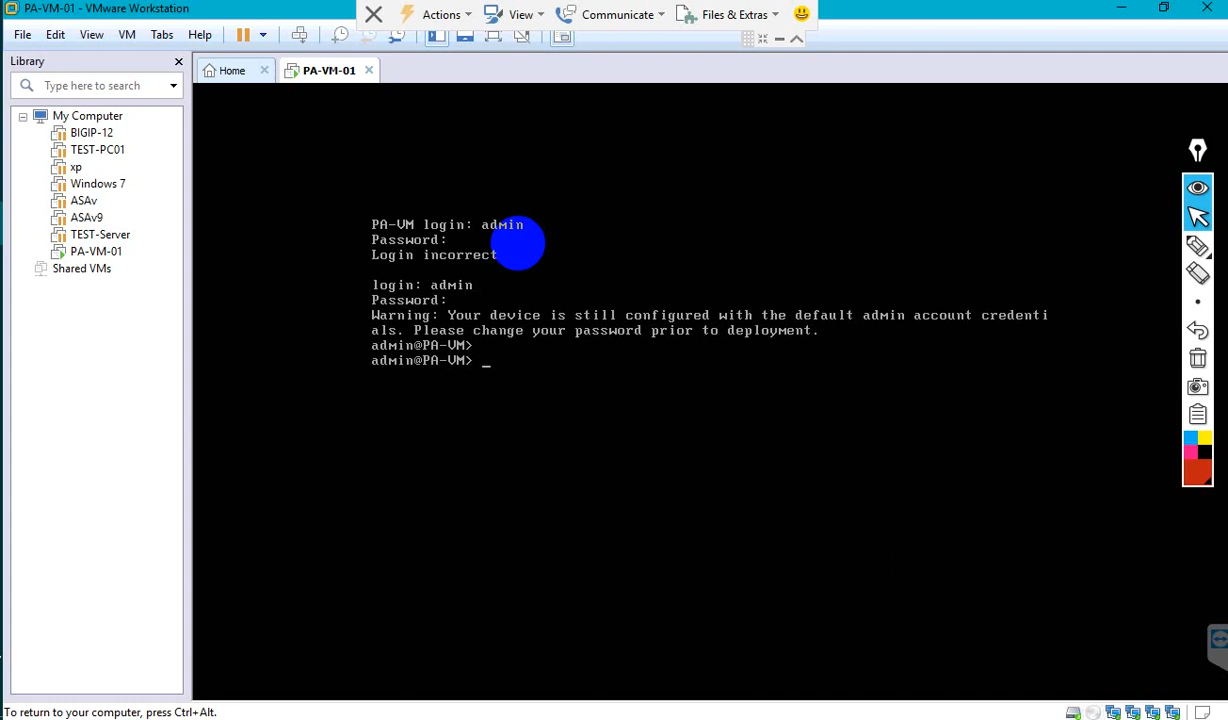 PA-VM-01 - VMware Workstation
Actions
View
Communicate
Files & Extras
File Edit View VM Tabs Help
Library
Home
PA-VM-01
Type here to search
My Computer
BIGIP-12
TEST-PC01
xp
Windows 7
ASAv
ASAv9
TEST-Server
PA-VM-01
Shared VMs
PA-VM login: admin
Password:
Login incorrect
login: admin
Password:
Warning: Your device is still configured with the default admin account credenti
als. Please change your password prior to deployment.
admin@PA-VM>
admin@PA-VM> _
To return to your computer, press Ctrl+Alt.